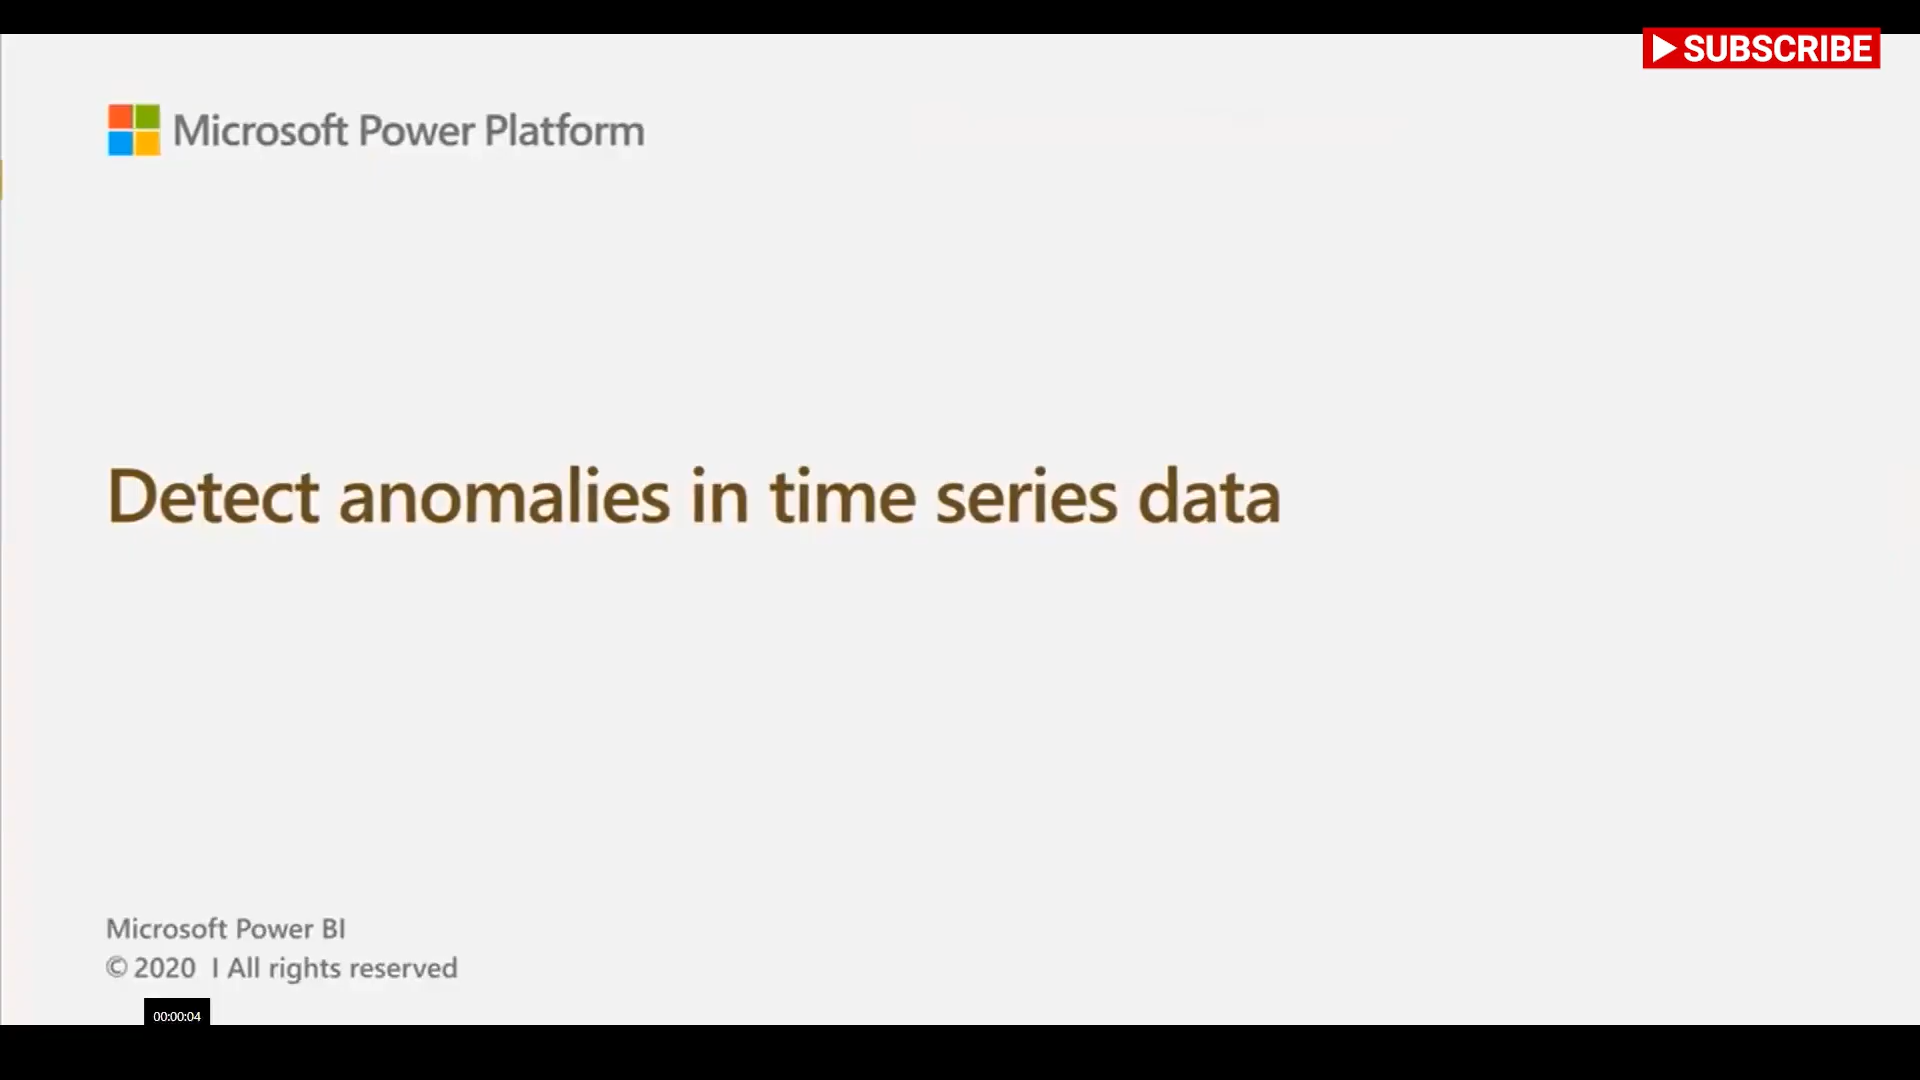 SUBSCRIBE
Microsoft Power Platform
Detect anomalies in time series data
Microsoft Power BI
© 2020 I All rights reserved
00:00:04